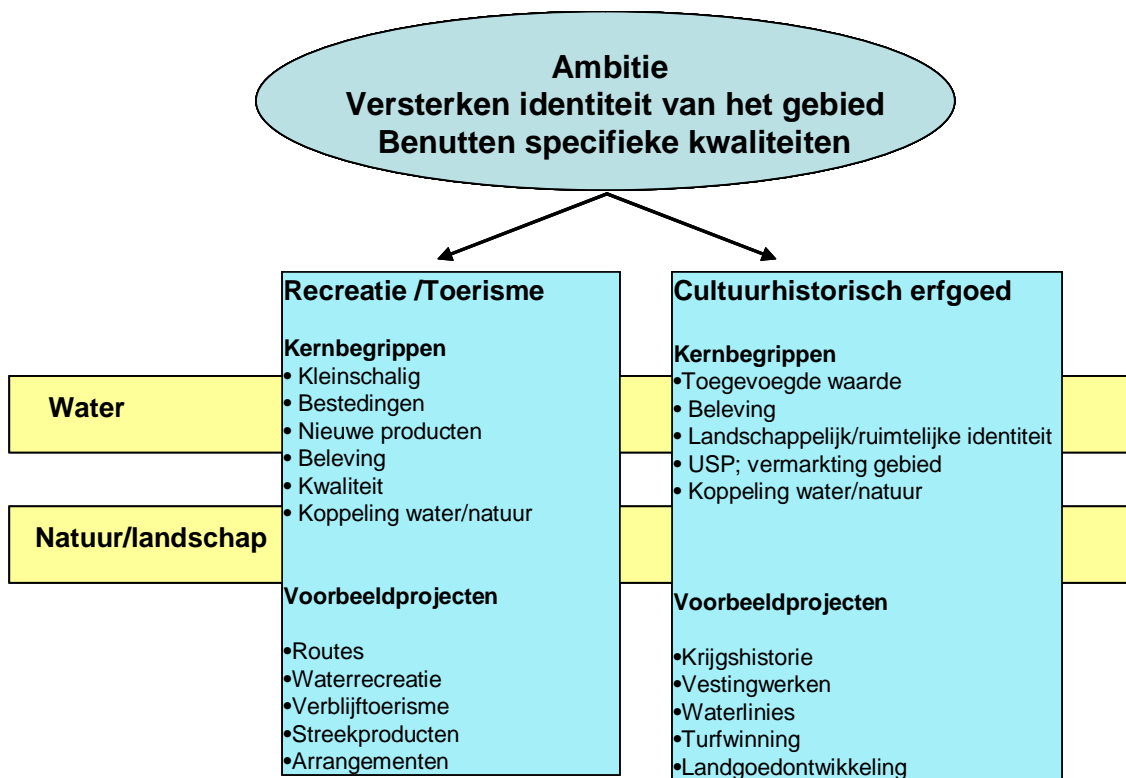 Ambitie
Versterken identiteit van het gebied
Benutten specifieke kwaliteiten
Water
Natuur/landschap
Recreatie /Toerisme
Kernbegrippen
• Kleinschalig
• Bestedingen
• Nieuwe producten
• Beleving
• Kwaliteit
• Koppeling water/natuur
Voorbeeldprojecten
•Routes
•Waterrecreatie
•Verblijftoerisme
•Streekproducten
•Arrangementen
Cultuurhistorisch erfgoed
Kernbegrippen
•Toegevoegde waarde
• Beleving
• Landschappelijk/ruimtelijke identiteit
• USP; vermarkting gebied
• Koppeling water/natuur
Voorbeeldprojecten
•Krijgshistorie
•Vestingwerken
•Waterlinies
•Turfwinning
•Landgoedontwikkeling